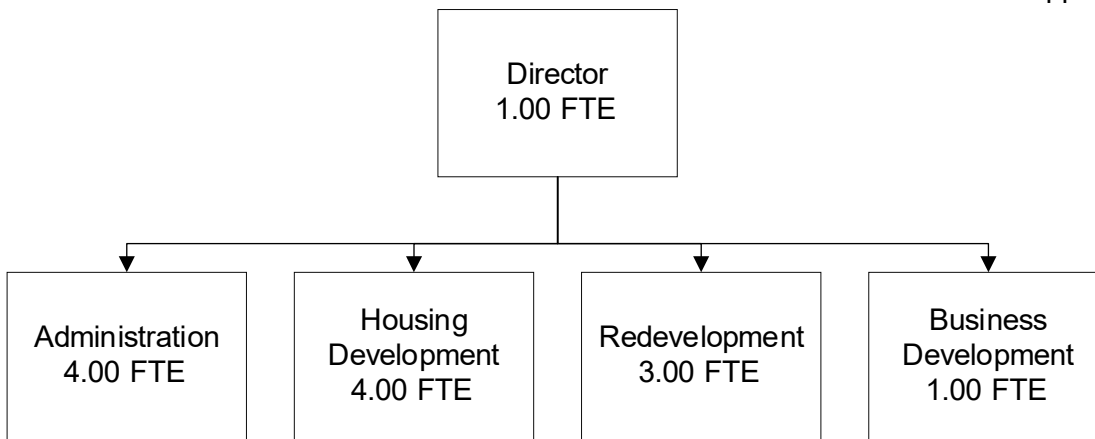 Director
1.00 FTE
Administration
4.00 FTE
Housing
Development
4.00 FTE
Redevelopment
3.00 FTE
Business
Development
1.00 FTE